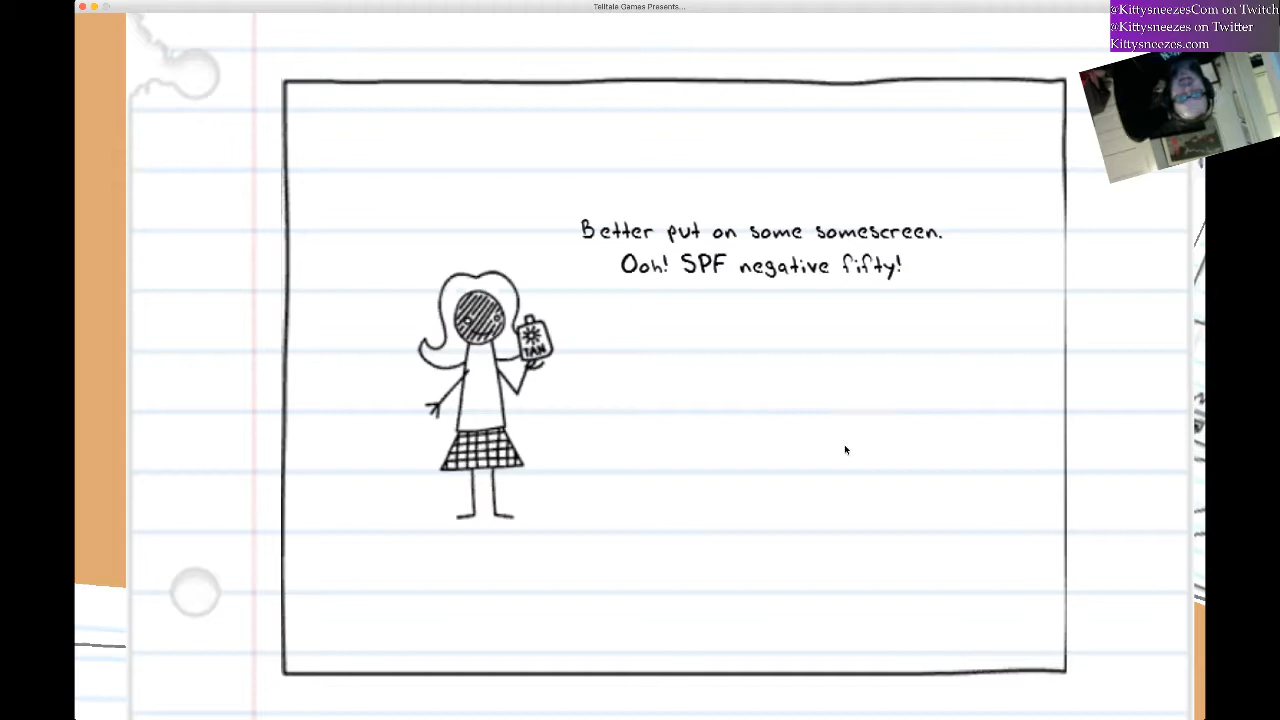 Telltale Games Presents...
@KittysneezesCom on Twitch
@Kittysneezes on Twitter
Kittysneezes.com
Better put on some somescreen.
Ooh! SPF negative fifty!
TAN